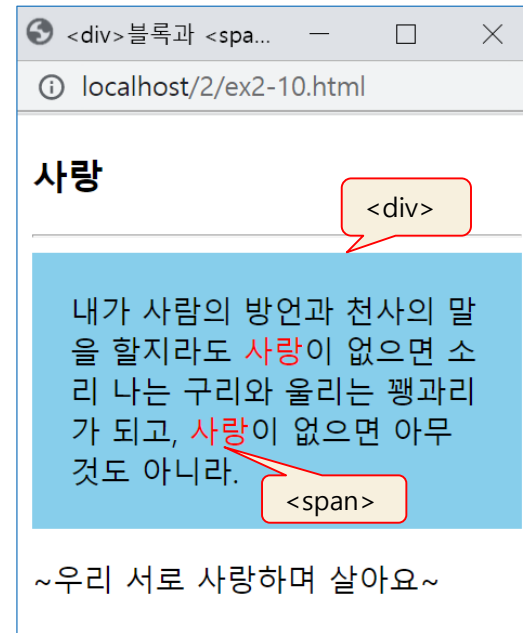 <div>블록과 <spa...
localhost/2/ex2-10.html
사랑
<div>
내가 사람의 방언과 천사의 말
을 할지라도 사랑이 없으면 소
리 나는 구리와 울리는 꽹과리
가 되고, 사랑이 없으면 아무
것도 아니라.
<span>
~우리 서로 사랑하며 살아요~